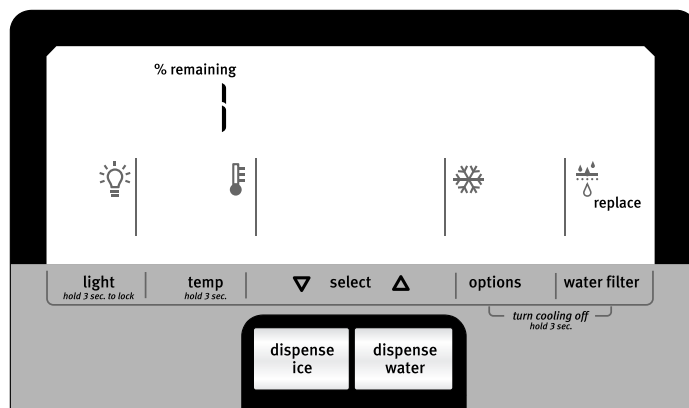 % remaining
1
replace
light temp select options water filter
hold 3 sec. to lock hold 3 sec.
turn cooling off
hold 3 sec.
dispense ice
dispense water